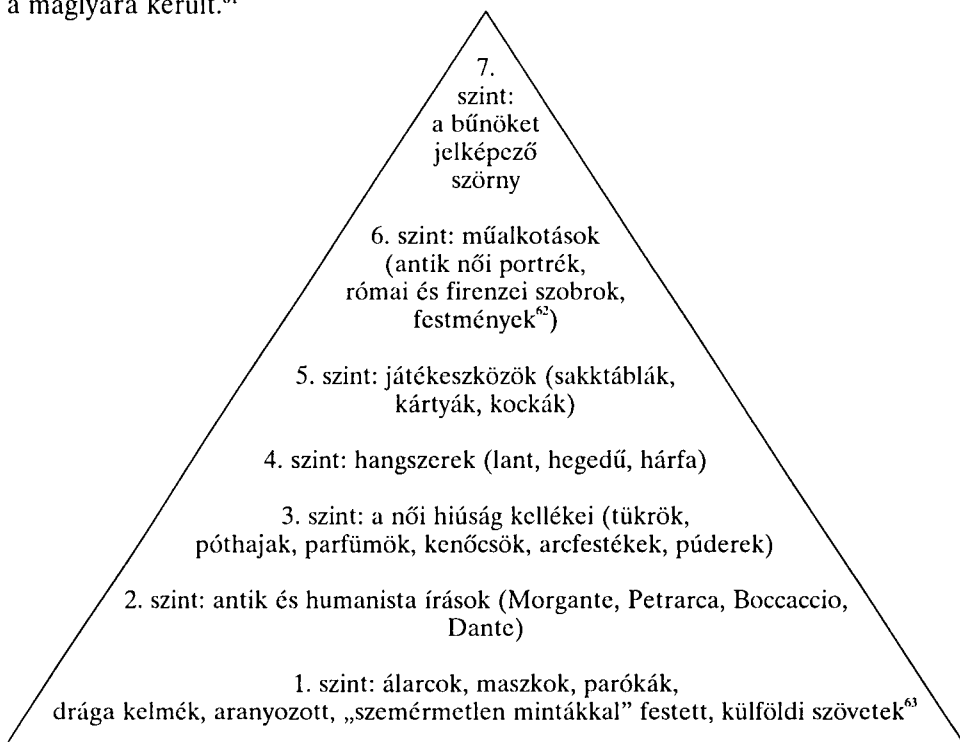 a máglyára került.⁶¹
7.
szint:
a bűnöket
jelképező
szörny
6. szint: műalkotások
(antik női portrék,
római és firenzei szobrok,
festmények⁶²)
5. szint: játékeszközök (sakktáblák,
kártyák, kockák)
4. szint: hangszerek (lant, hegedű, hárfa)
3. szint: a női hiúság kellékei (tükrök,
póthajak, parfümök, kenőcsök, arcfestékek, púderek)
2. szint: antik és humanista írások (Morgante, Petrarca, Boccaccio,
Dante)
1. szint: álarcok, maszkok, parókák,
drága kelmék, aranyozott, „szemérmetlen mintákkal” festett, külföldi szövetek⁶³